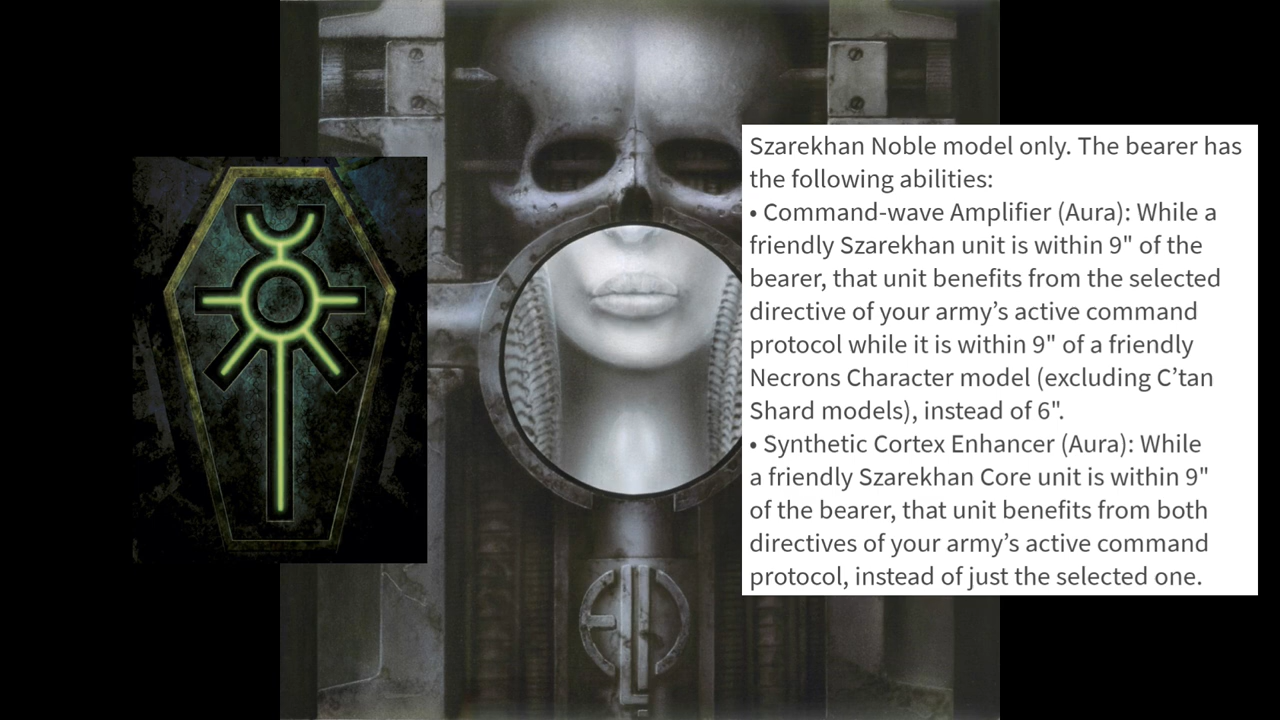 Szarekhan Noble model only. The bearer has
the following abilities:
• Command-wave Amplifier (Aura): While a
friendly Szarekhan unit is within 9" of the
bearer, that unit benefits from the selected
directive of your army’s active command
protocol while it is within 9" of a friendly
Necrons Character model (excluding C’tan
Shard models), instead of 6".
• Synthetic Cortex Enhancer (Aura): While
a friendly Szarekhan Core unit is within 9"
of the bearer, that unit benefits from both
directives of your army’s active command
protocol, instead of just the selected one.
ELP